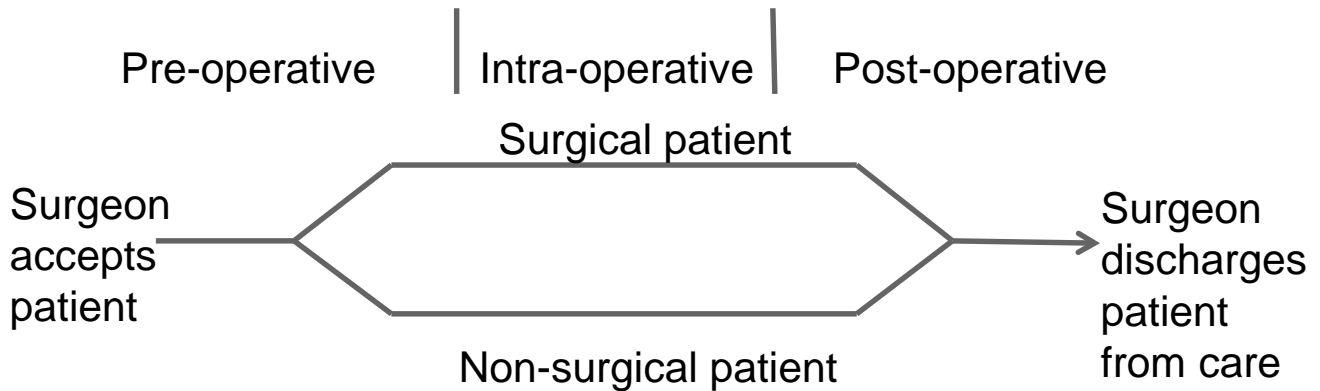 Pre-operative
Intra-operative
Post-operative
Surgical patient
Surgeon
accepts
patient
Surgeon
discharges
patient
from care
Non-surgical patient